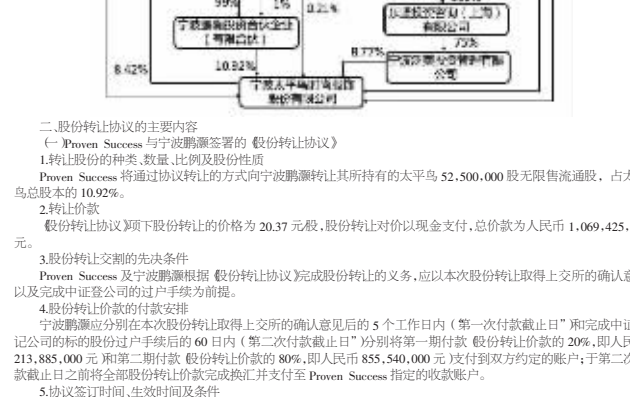 99%
1%
0.21%
有限公司
75%
8.77%
(有限合伙)
10.92%
8.42%
公司
宁波太平鸟时尚服饰
股份有限公司
二、股份转让协议的主要内容
(一)Proven Success 与宁波鹏灏签署的《股份转让协议》
1.转让股份的种类、数量、比例及股份性质
Proven Success 将通过协议转让的方式向宁波鹏灏转让其所持有的太平鸟 52,500,000 股无限售流通股，占太
鸟总股本的 10.92%。
2.转让价款
《股份转让协议》项下股份转让的价格为 20.37 元/股，股份转让对价以现金支付，总价款为人民币 1,069,425,
元。
3.股份转让交割的先决条件
Proven Success 及宁波鹏灏根据《股份转让协议》完成股份转让的义务，应以本次股份转让取得上交所的确认意
以及完成中证登公司的过户手续为前提。
4.股份转让价款的付款安排
宁波鹏灏应分别在本次股份转让取得上交所的确认意见后的 5 个工作日内（“第一次付款截止日”）和完成中证
记公司的标的股份过户手续后的 60 日内（“第二次付款截止日”）分别将第一期付款（股份转让价款的 20%，即人民
213,885,000 元）和第二期付款（股份转让价款的 80%，即人民币 855,540,000 元）支付到双方约定的账户；于第二次
款截止日之前将全部股份转让价款完成换汇并支付至 Proven Success 指定的收款账户。
5.协议签订时间、生效时间及条件